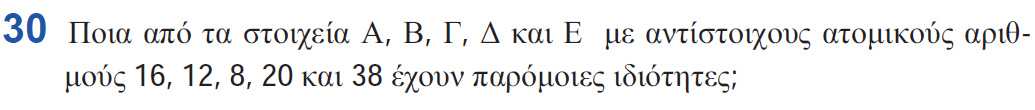 30 Ποια από τα στοιχεία Α, Β, Γ, Δ και Ε με αντίστοιχους ατομικούς αριθ-
μούς 16, 12, 8, 20 και 38 έχουν παρόμοιες ιδιότητες;